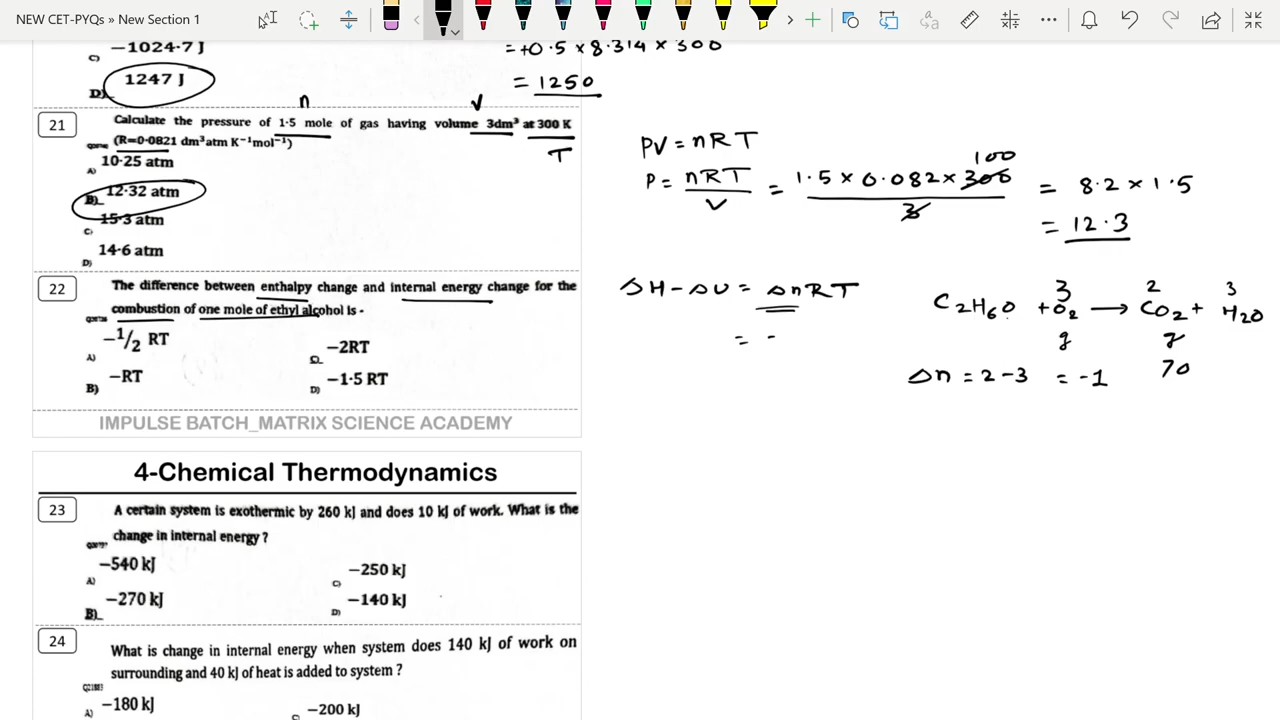 NEW CET-PYQs » New Section 1
C) −1024·7 J
= +0.5 × 8.314 × 300
D) 1247 J
= 1250
n
V
21
Calculate the pressure of 1·5 mole of gas having volume 3dm³ at 300 K
(R=0·0821 dm³atm K⁻¹mol⁻¹)
T
A) 10·25 atm
B) 12·32 atm
C) 15·3 atm
D) 14·6 atm
PV = nRT
P = nRT / V = 1.5 × 0.082 × 300 100 / 3 = 8.2 × 1.5
= 12.3
22
The difference between enthalpy change and internal energy change for the
combustion of one mole of ethyl alcohol is -
A) −1/2 RT
C) −2RT
B) −RT
D) −1·5 RT
ΔH − ΔU = ΔnRT
= -
C₂H₆O + 3 O₂ → 2 CO₂ + 3 H₂O
g g
Δn = 2 − 3 = -1
70
IMPULSE BATCH_MATRIX SCIENCE ACADEMY
4-Chemical Thermodynamics
23
A certain system is exothermic by 260 kJ and does 10 kJ of work. What is the
change in internal energy ?
A) −540 kJ
C) −250 kJ
B) −270 kJ
D) −140 kJ
24
What is change in internal energy when system does 140 kJ of work on
surrounding and 40 kJ of heat is added to system ?
A) −180 kJ
−200 kJ